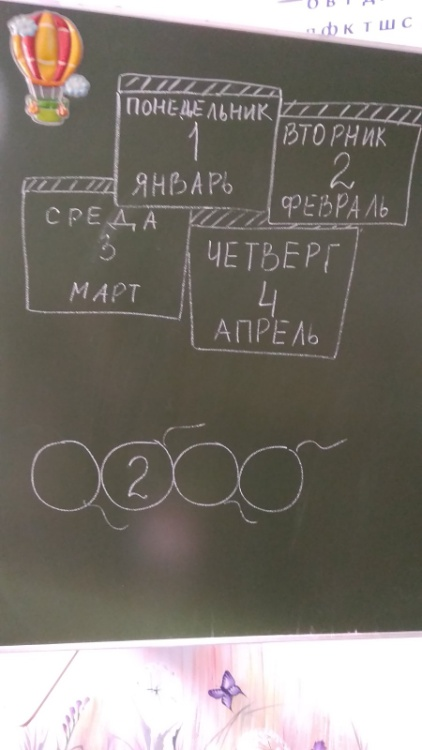 Ф К Т Ш С
ПОНЕДЕЛЬНИК
1
ЯНВАРЬ
ВТОРНИК
2
ФЕВРАЛЬ
СРЕДА
3
МАРТ
ЧЕТВЕРГ
4
АПРЕЛЬ
2